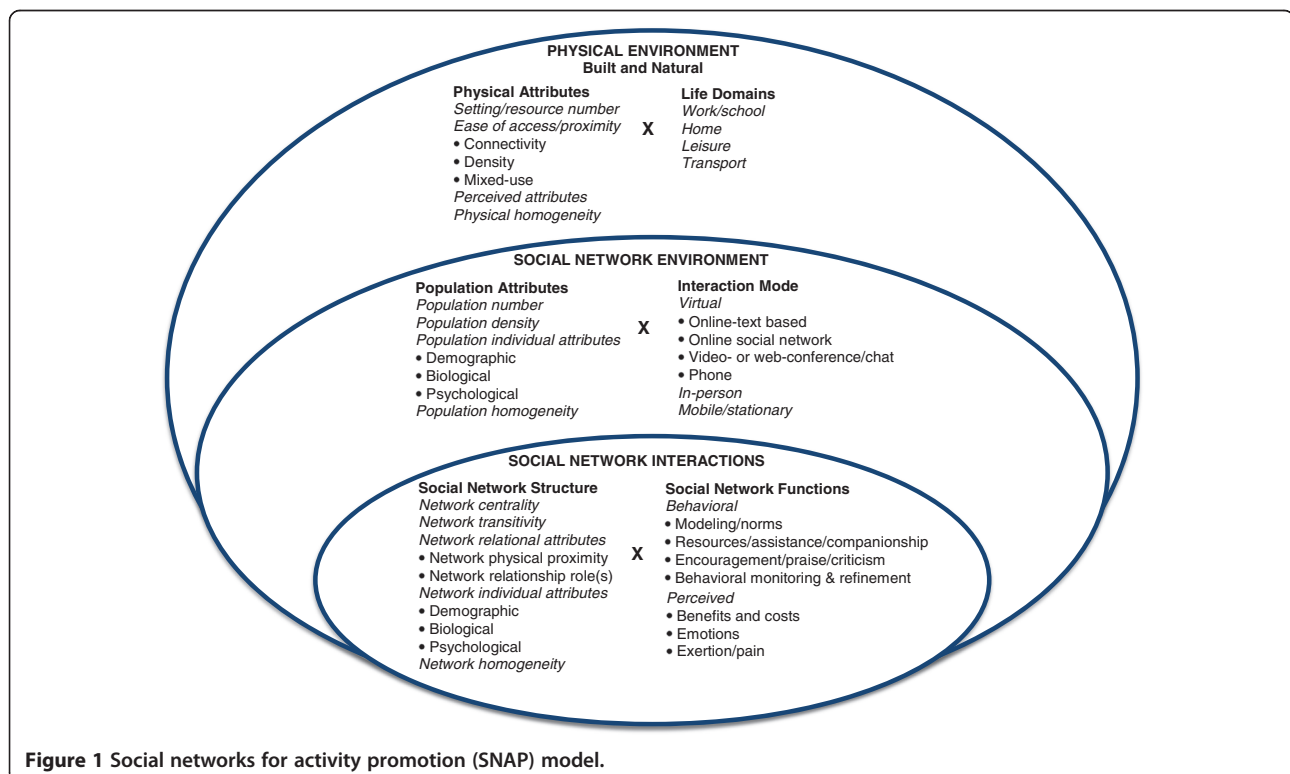 PHYSICAL ENVIRONMENT
Built and Natural
Physical Attributes
Setting/resource number
Ease of access/proximity
• Connectivity
• Density
• Mixed-use
Perceived attributes
Physical homogeneity
X
Life Domains
Work/school
Home
Leisure
Transport
SOCIAL NETWORK ENVIRONMENT
Population Attributes
Population number
Population density
Population individual attributes
• Demographic
• Biological
• Psychological
Population homogeneity
X
Interaction Mode
Virtual
• Online-text based
• Online social network
• Video- or web-conference/chat
• Phone
In-person
Mobile/stationary
SOCIAL NETWORK INTERACTIONS
Social Network Structure
Network centrality
Network transitivity
Network relational attributes
• Network physical proximity
• Network relationship role(s)
Network individual attributes
• Demographic
• Biological
• Psychological
Network homogeneity
X
Social Network Functions
Behavioral
• Modeling/norms
• Resources/assistance/companionship
• Encouragement/praise/criticism
• Behavioral monitoring & refinement
Perceived
• Benefits and costs
• Emotions
• Exertion/pain
Figure 1 Social networks for activity promotion (SNAP) model.